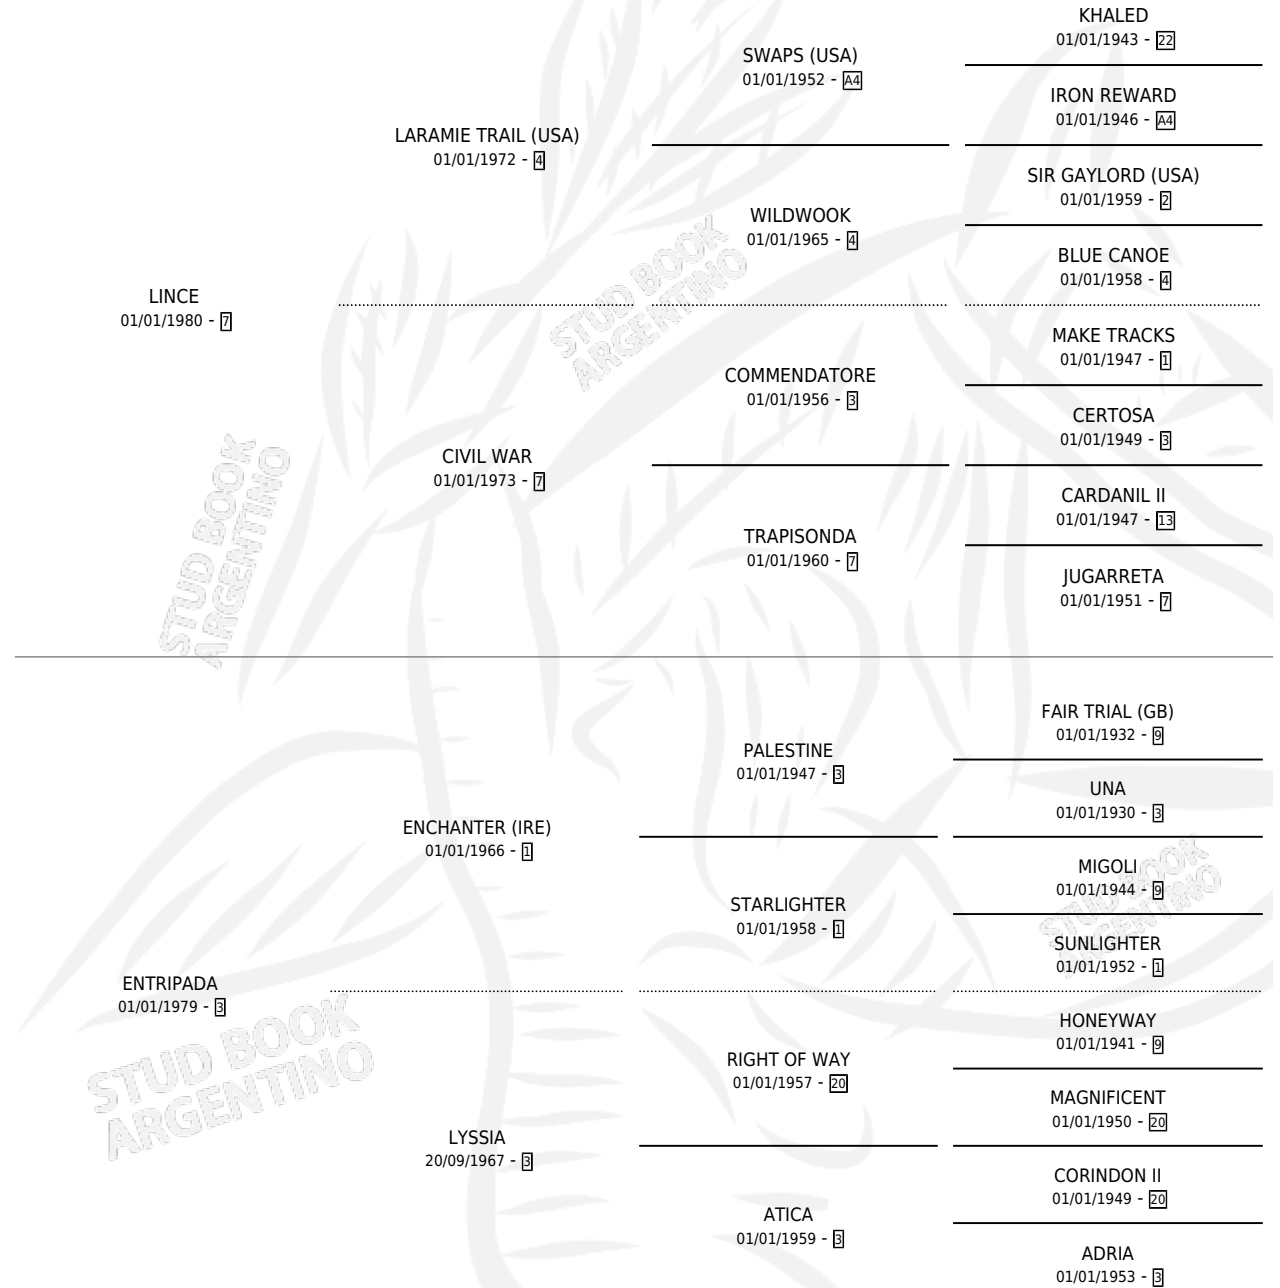 KHALED
01/01/1943 - 22
SWAPS (USA)
01/01/1952 - A4
IRON REWARD
01/01/1946 - A4
LARAMIE TRAIL (USA)
01/01/1972 - 4
SIR GAYLORD (USA)
01/01/1959 - 2
WILDWOOK
01/01/1965 - 4
BLUE CANOE
01/01/1958 - 4
LINCE
01/01/1980 - 7
STUD BOOK
ARGENTINO
MAKE TRACKS
01/01/1947 - 1
COMMENDATORE
01/01/1956 - 3
CERTOSA
01/01/1949 - 3
CIVIL WAR
01/01/1973 - 7
CARDANIL II
01/01/1947 - 13
TRAPISONDA
01/01/1960 - 7
JUGARRETA
01/01/1951 - 7
STUD BOOK
ARGENTINO
FAIR TRIAL (GB)
01/01/1932 - 9
PALESTINE
01/01/1947 - 3
UNA
01/01/1930 - 3
ENCHANTER (IRE)
01/01/1966 - 1
MIGOLI
01/01/1944 - 9
STARLIGHTER
01/01/1958 - 1
STUD BOOK
ARGENTINO
SUNLIGHTER
01/01/1952 - 1
ENTRIPADA
01/01/1979 - 3
HONEYWAY
01/01/1941 - 9
RIGHT OF WAY
01/01/1957 - 20
MAGNIFICENT
01/01/1950 - 20
STUD BOOK
ARGENTINO
LYSSIA
20/09/1967 - 3
CORINDON II
01/01/1949 - 20
ATICA
01/01/1959 - 3
ADRIA
01/01/1953 - 3